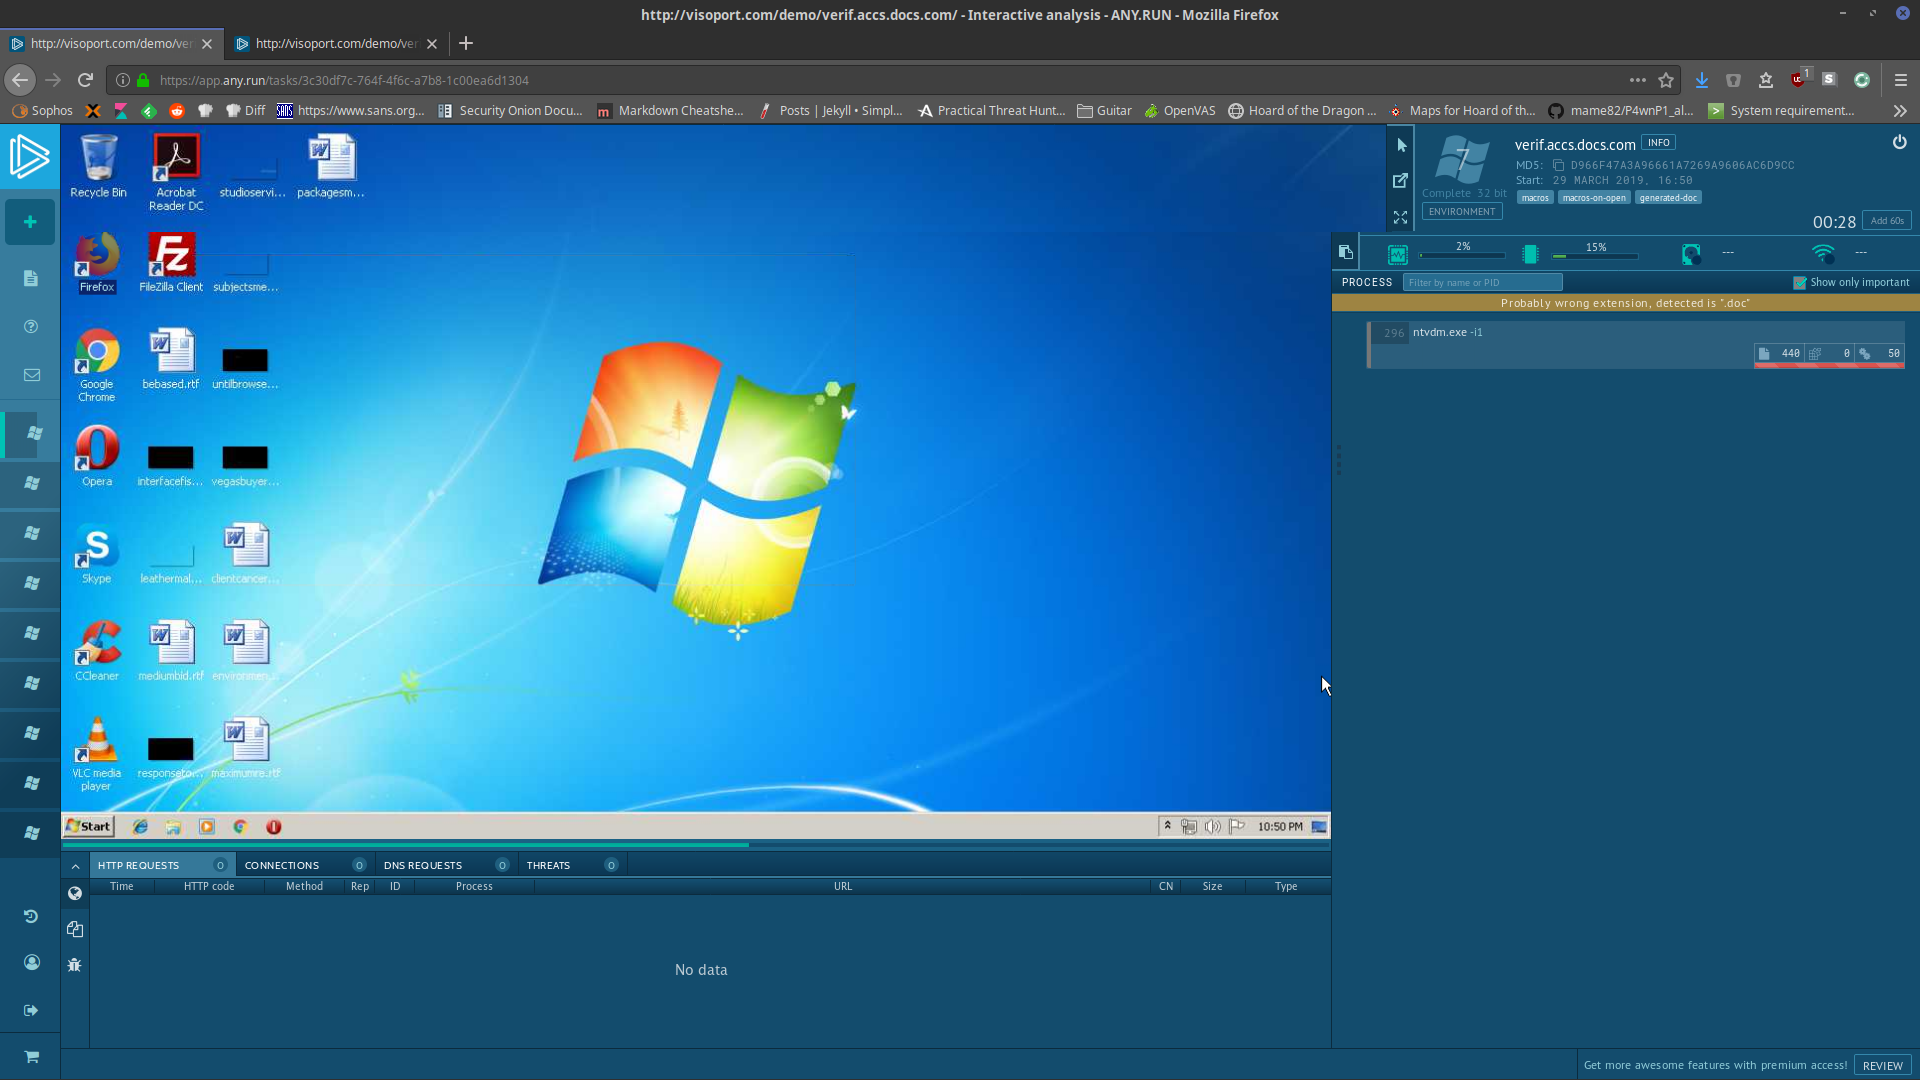 http://visoport.com/demo/verif.accs.docs.com/ - Interactive analysis - ANY.RUN - Mozilla Firefox
http://visoport.com/demo/ver
http://visoport.com/demo/ver
https://app.any.run/tasks/3c30df7c-764f-4f6c-a7b8-1c00ea6d1304
1
Sophos
Diff
https://www.sans.org...
Security Onion Docu...
Markdown Cheatshe...
Posts | Jekyll • Simpl...
Practical Threat Hunt...
Guitar
OpenVAS
Hoard of the Dragon ...
Maps for Hoard of th...
mame82/P4wnP1_al...
System requirement...
Recycle Bin
Acrobat
Reader DC
studioservi...
packagesm...
Firefox
FileZilla Client
subjectsme...
Google
Chrome
bebased.rtf
untilbrowse...
Opera
interfacefis...
vegasbuyer...
Skype
leathermal...
clientcancer...
CCleaner
mediumbid.rtf
environmen...
VLC media
player
responseto...
maximumre.rtf
Start
10:50 PM
7
Complete 32 bit
ENVIRONMENT
verif.accs.docs.com
INFO
MD5: D966F47A3A96661A7269A9606AC6D9CC
Start: 29 MARCH 2019, 16:50
macros
macros-on-open
generated-doc
00:28
Add 60s
2%
15%
---
---
PROCESS
Filter by name or PID
Show only important
Probably wrong extension, detected is ".doc"
296
ntvdm.exe -i1
440
0
50
HTTP REQUESTS 0
CONNECTIONS 0
DNS REQUESTS 0
THREATS 0
Time
HTTP code
Method
Rep
ID
Process
URL
CN
Size
Type
No data
Get more awesome features with premium access!
REVIEW